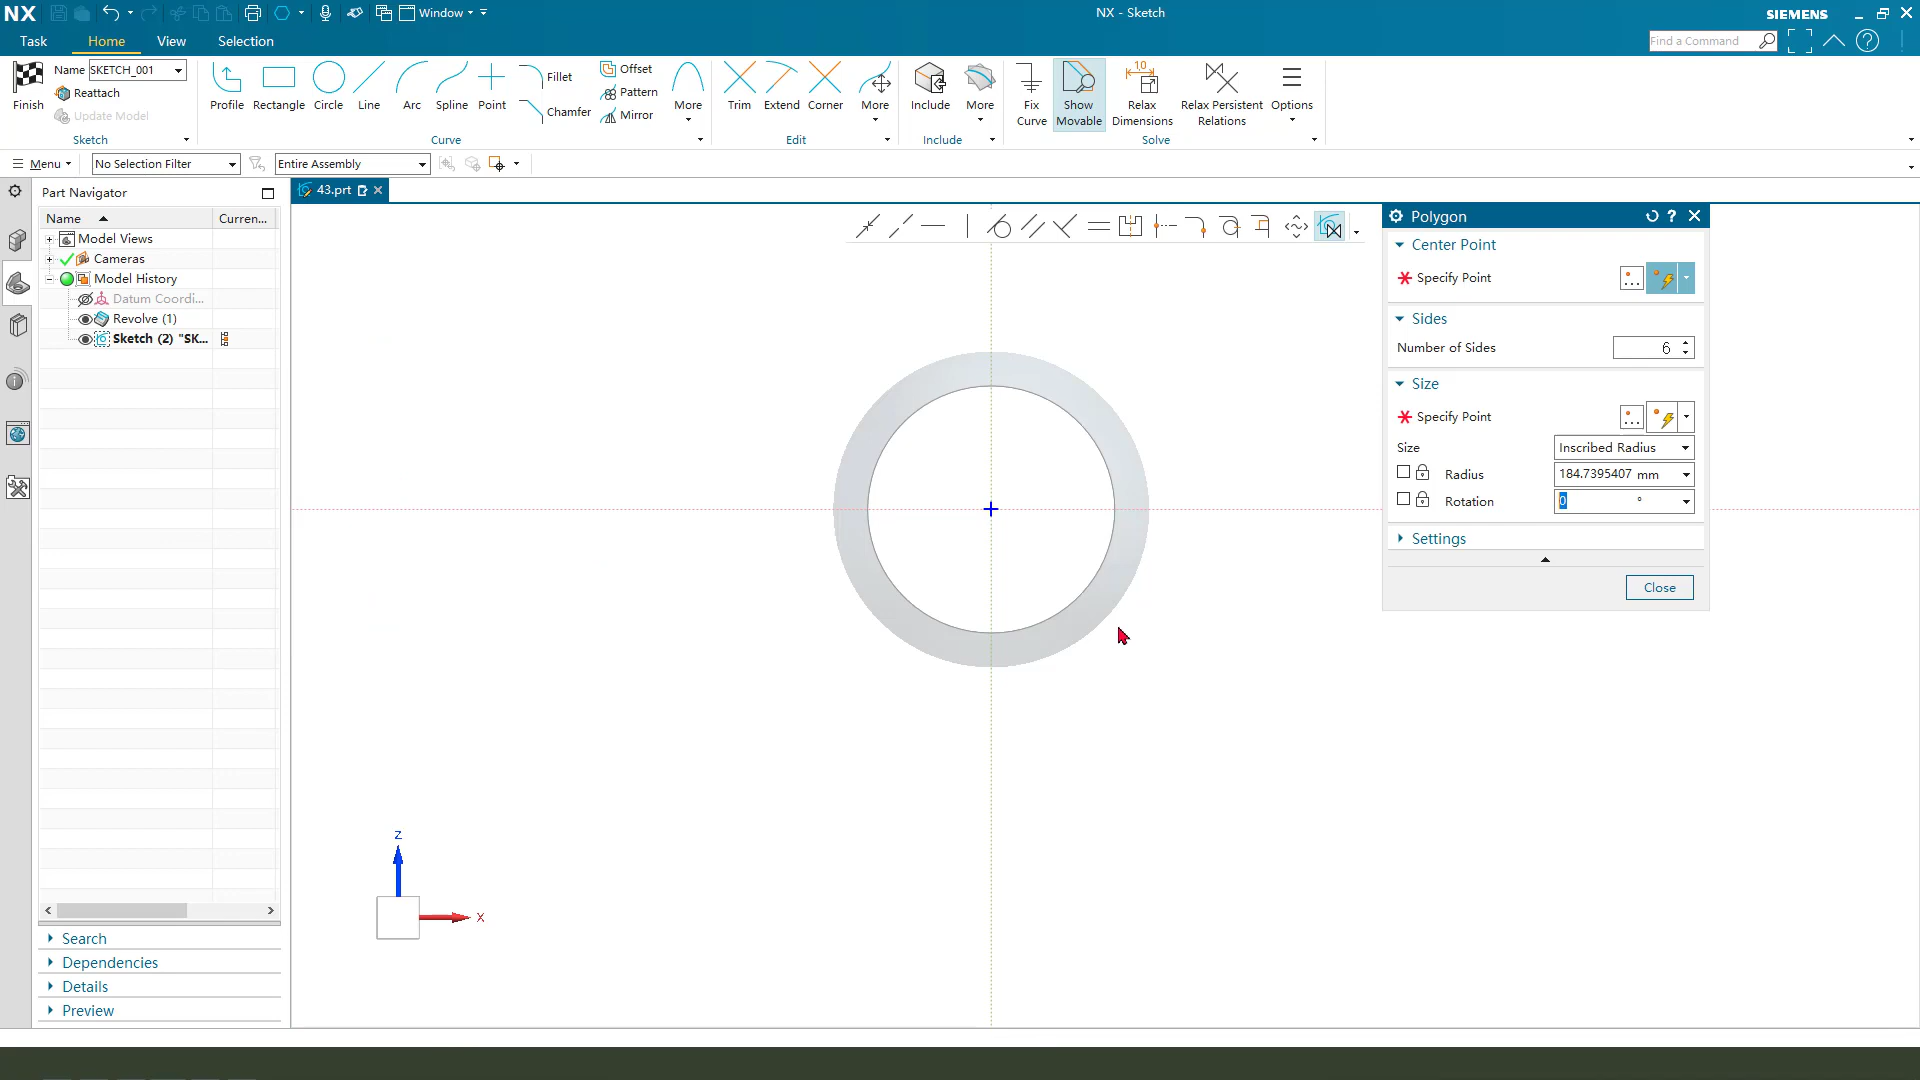 NX
Window
NX - Sketch
SIEMENS
Task
Home
View
Selection
Find a Command
Finish
Name
SKETCH_001
Reattach
Update Model
Sketch
Profile
Rectangle
Circle
Line
Arc
Spline
Point
Fillet
Chamfer
Offset
Pattern
Mirror
More
Curve
Trim
Extend
Corner
More
Edit
Include
More
Include
Fix
Curve
Show
Movable
Relax
Dimensions
Relax Persistent
Relations
Options
Solve
Menu
No Selection Filter
Entire Assembly
Part Navigator
43.prt
Name
Curren...
Model Views
Cameras
Model History
Datum Coordi...
Revolve (1)
Sketch (2) "SK...
Search
Dependencies
Details
Preview
Z
X
Polygon
Center Point
Specify Point
Sides
Number of Sides
6
Size
Specify Point
Size
Inscribed Radius
Radius
184.7395407 mm
Rotation
0 °
Settings
Close